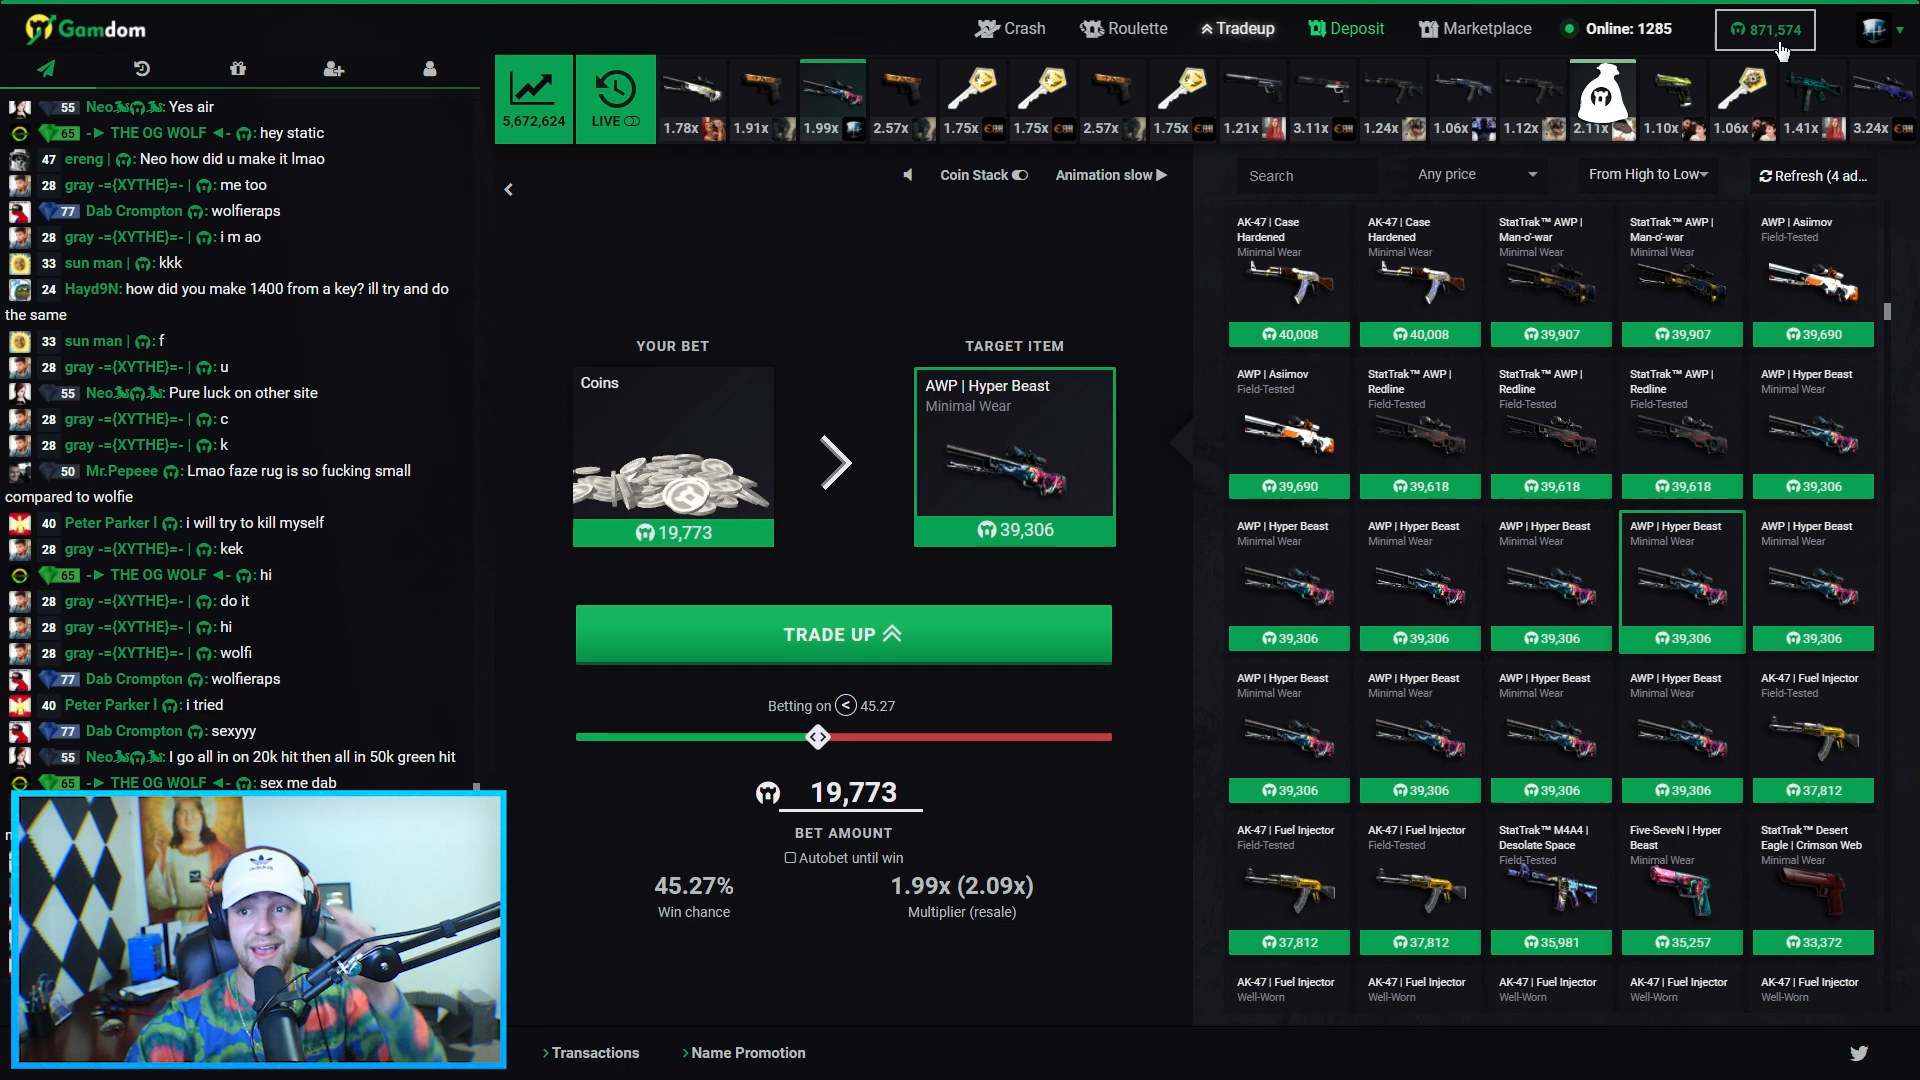 Gamdom
Crash
Roulette
Tradeup
Deposit
Marketplace
Online: 1285
871,574
55 Neo: Yes air
65 -► THE OG WOLF ◄-: hey static
47 ereng |: Neo how did u make it lmao
28 gray -={XYTHE}=- |: me too
77 Dab Crompton: wolfieraps
28 gray -={XYTHE}=- |: i m ao
33 sun man |: kkk
24 Hayd9N: how did you make 1400 from a key? ill try and do
the same
33 sun man |: f
28 gray -={XYTHE}=- |: u
55 Neo: Pure luck on other site
28 gray -={XYTHE}=- |: c
28 gray -={XYTHE}=- |: k
50 Mr.Pepeee: Lmao faze rug is so fucking small
compared to wolfie
40 Peter Parker l: i will try to kill myself
28 gray -={XYTHE}=- |: kek
65 -► THE OG WOLF ◄-: hi
28 gray -={XYTHE}=- |: do it
28 gray -={XYTHE}=- |: hi
28 gray -={XYTHE}=- |: wolfi
77 Dab Crompton: wolfieraps
40 Peter Parker l: i tried
77 Dab Crompton: sexyyy
55 Neo: I go all in on 20k hit then all in 50k green hit
65 -► THE OG WOLF ◄-: sex me dab
5,672,624
LIVE
1.78x 1.91x 1.99x 2.57x 1.75x 1.75x 2.57x 1.75x 1.21x 3.11x 1.24x 1.06x 1.12x 2.11x 1.10x 1.06x 1.41x 3.24x
Coin Stack
Animation slow
YOUR BET
Coins
19,773
TARGET ITEM
AWP | Hyper Beast
Minimal Wear
39,306
TRADE UP
Betting on < 45.27
19,773
BET AMOUNT
Autobet until win
45.27%
Win chance
1.99x (2.09x)
Multiplier (resale)
Transactions
Name Promotion
Search
Any price
From High to Low
Refresh (4 ad...
AK-47 | Case
Hardened
Minimal Wear
40,008
AK-47 | Case
Hardened
Minimal Wear
40,008
StatTrak™ AWP |
Man-o'-war
Minimal Wear
39,907
StatTrak™ AWP |
Man-o'-war
Minimal Wear
39,907
AWP | Asiimov
Field-Tested
39,690
AWP | Asiimov
Field-Tested
39,690
StatTrak™ AWP |
Redline
Field-Tested
39,618
StatTrak™ AWP |
Redline
Field-Tested
39,618
StatTrak™ AWP |
Redline
Field-Tested
39,618
AWP | Hyper Beast
Minimal Wear
39,306
AWP | Hyper Beast
Minimal Wear
39,306
AWP | Hyper Beast
Minimal Wear
39,306
AWP | Hyper Beast
Minimal Wear
39,306
AWP | Hyper Beast
Minimal Wear
39,306
AWP | Hyper Beast
Minimal Wear
39,306
AWP | Hyper Beast
Minimal Wear
39,306
AWP | Hyper Beast
Minimal Wear
39,306
AWP | Hyper Beast
Minimal Wear
39,306
AWP | Hyper Beast
Minimal Wear
39,306
AK-47 | Fuel Injector
Field-Tested
37,812
AK-47 | Fuel Injector
Field-Tested
37,812
AK-47 | Fuel Injector
Field-Tested
37,812
StatTrak™ M4A4 |
Desolate Space
Field-Tested
35,981
Five-SeveN | Hyper
Beast
Minimal Wear
35,257
StatTrak™ Desert
Eagle | Crimson Web
Minimal Wear
33,372
AK-47 | Fuel Injector
Well-Worn
AK-47 | Fuel Injector
Well-Worn
AK-47 | Fuel Injector
Well-Worn
AK-47 | Fuel Injector
Well-Worn
AK-47 | Fuel Injector
Well-Worn